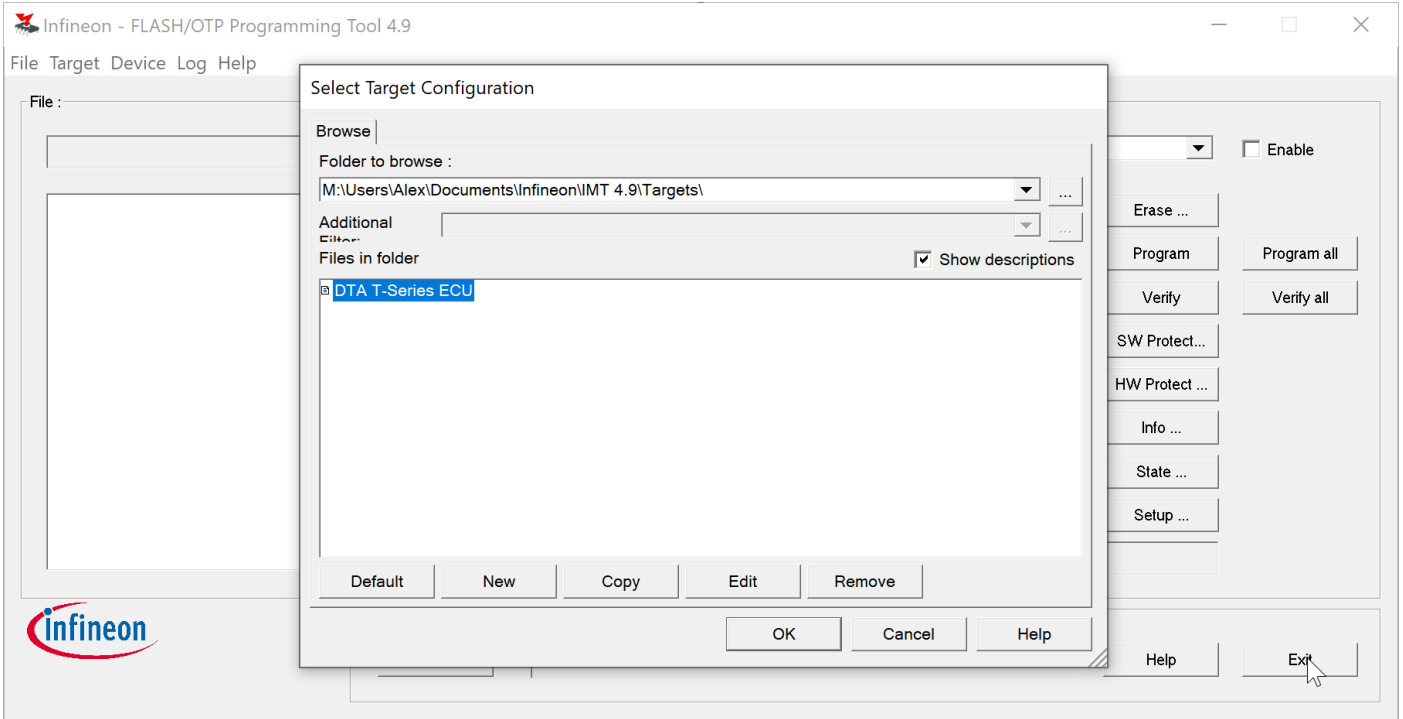 Infineon - FLASH/OTP Programming Tool 4.9
File Target Device Log Help
File :
Select Target Configuration
Browse
Folder to browse :
M:\Users\Alex\Documents\Infineon\IMT 4.9\Targets\
...
Additional
Filter:
...
Files in folder
Show descriptions
DTA T-Series ECU
Default New Copy Edit Remove
OK Cancel Help
Enable
Erase ...
Program Program all
Verify Verify all
SW Protect...
HW Protect ...
Info ...
State ...
Setup ...
infineon
Help Exit